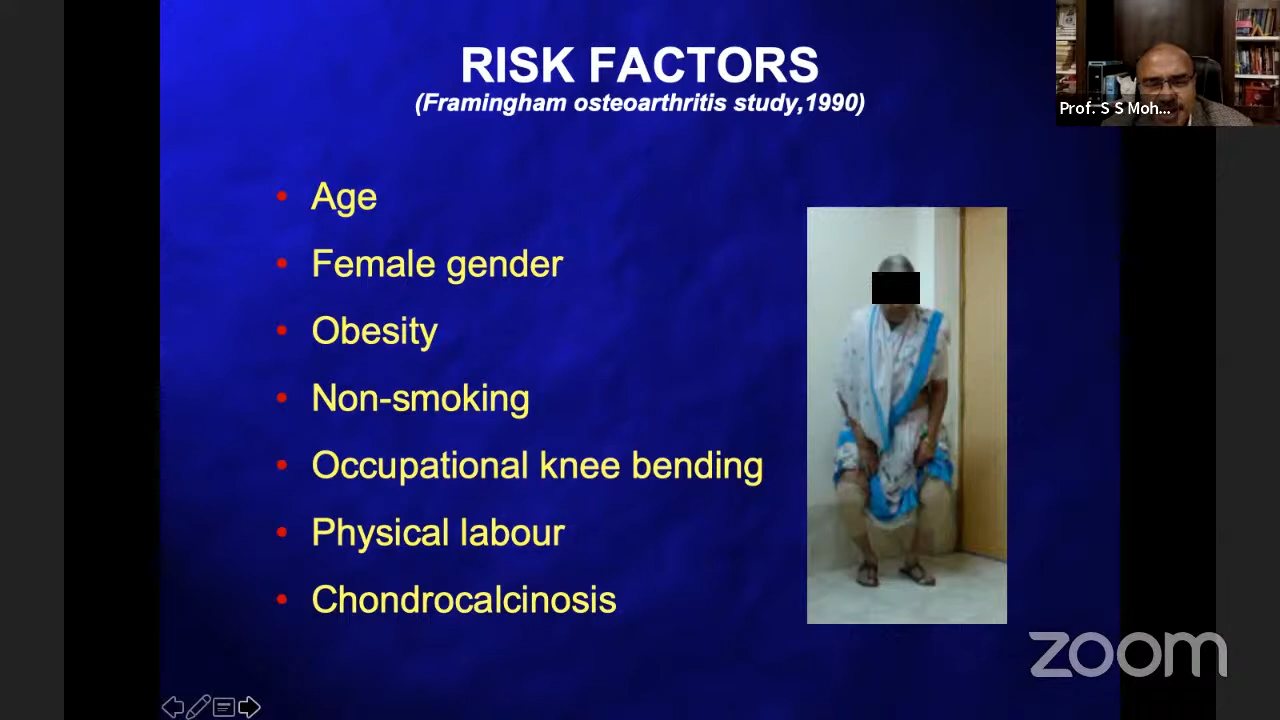 RISK FACTORS
(Framingham osteoarthritis study,1990)
Prof. S S Moh...
• Age
• Female gender
• Obesity
• Non-smoking
• Occupational knee bending
• Physical labour
• Chondrocalcinosis
zoom